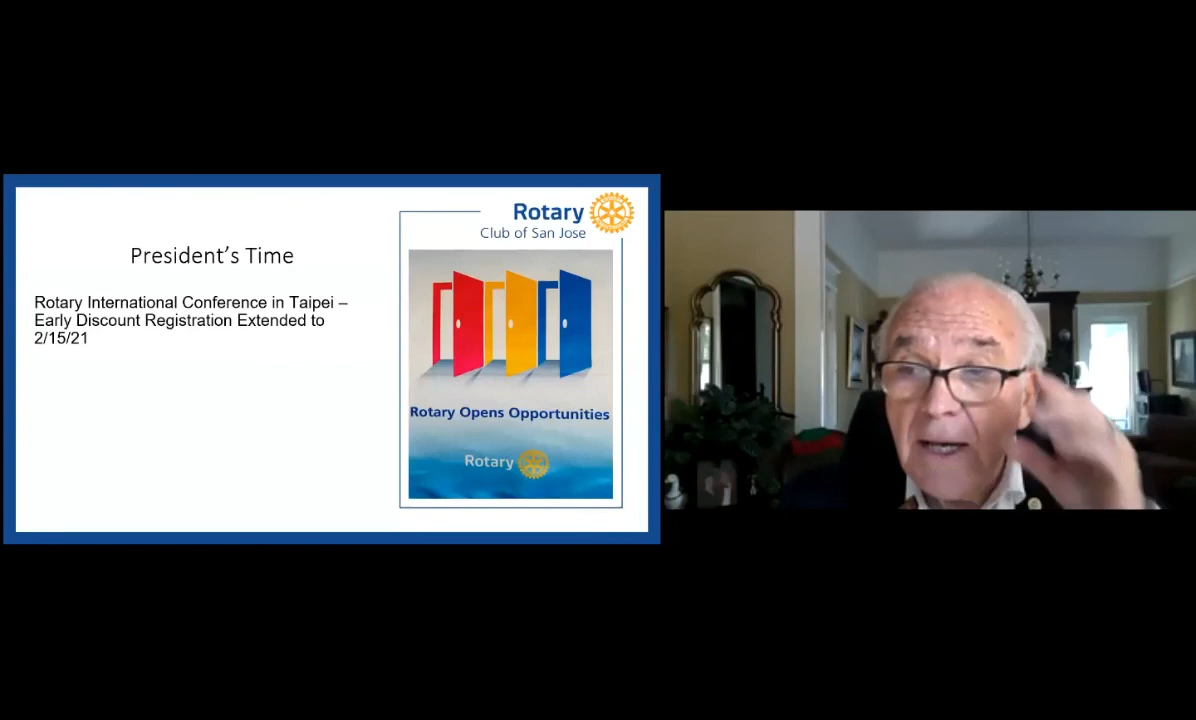 President's Time
Rotary International Conference in Taipei –
Early Discount Registration Extended to
2/15/21
Rotary
Club of San Jose
Rotary Opens Opportunities
Rotary